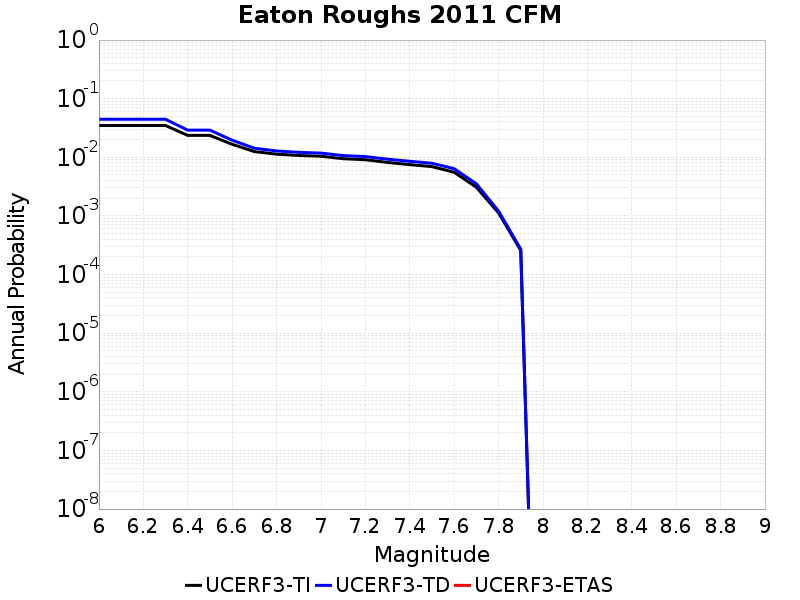 Eaton Roughs 2011 CFM
Annual Probability
10^0
10^-1
10^-2
10^-3
10^-4
10^-5
10^-6
10^-7
10^-8
6 6.2 6.4 6.6 6.8 7 7.2 7.4 7.6 7.8 8 8.2 8.4 8.6 8.8 9
Magnitude
UCERF3-TI UCERF3-TD UCERF3-ETAS